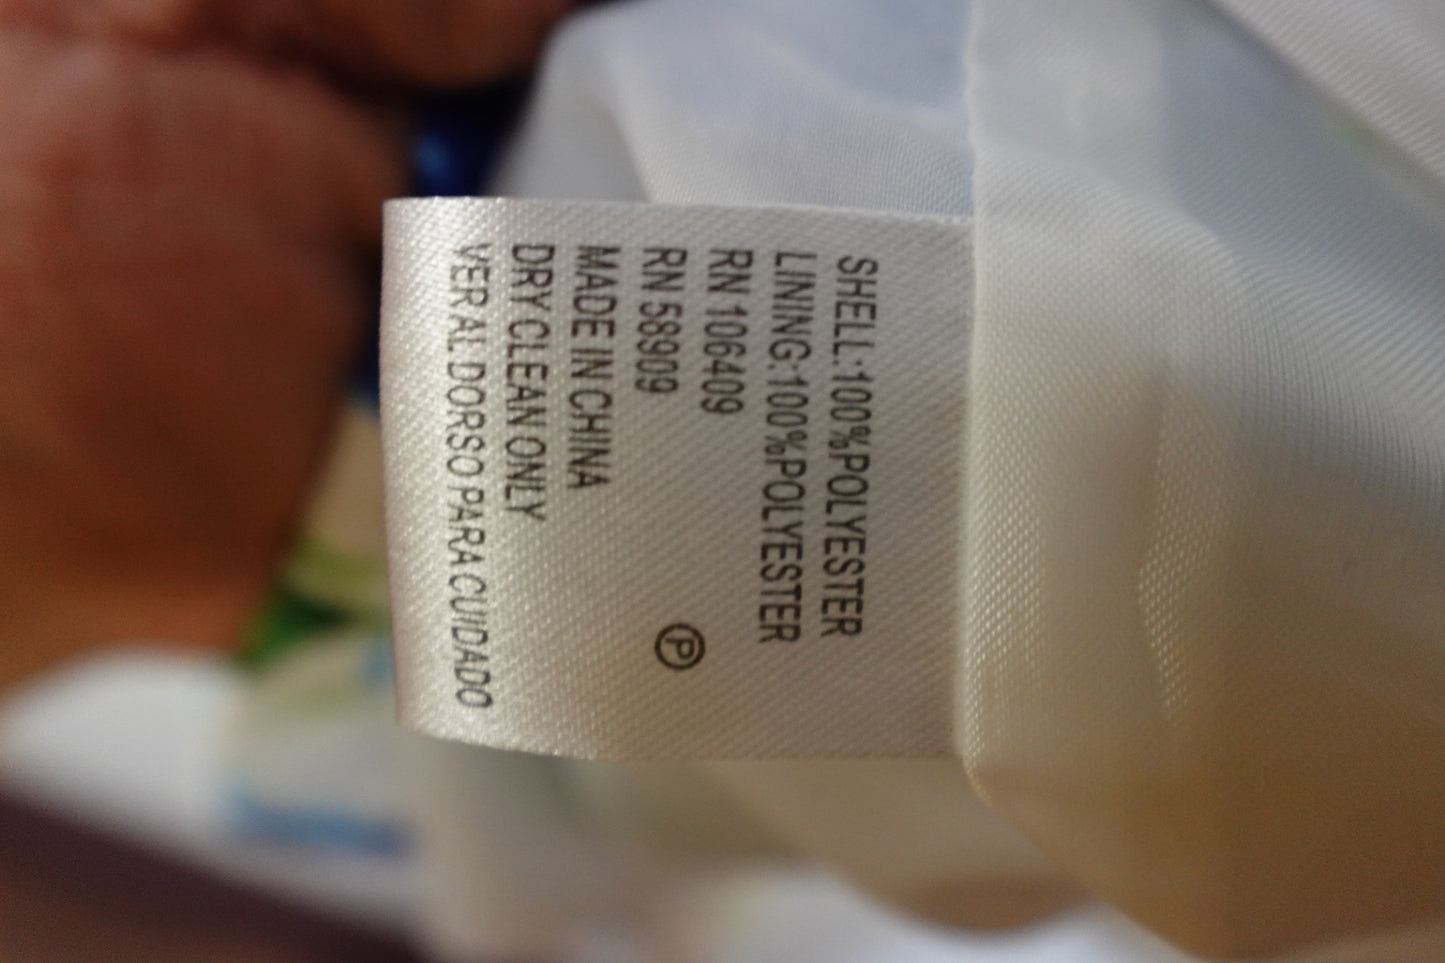 SHELL:100%POLYESTER
LINING:100%POLYESTER
RN 106409
RN 58909
Ⓟ
MADE IN CHINA
DRY CLEAN ONLY
VER AL DORSO PARA CUIDADO